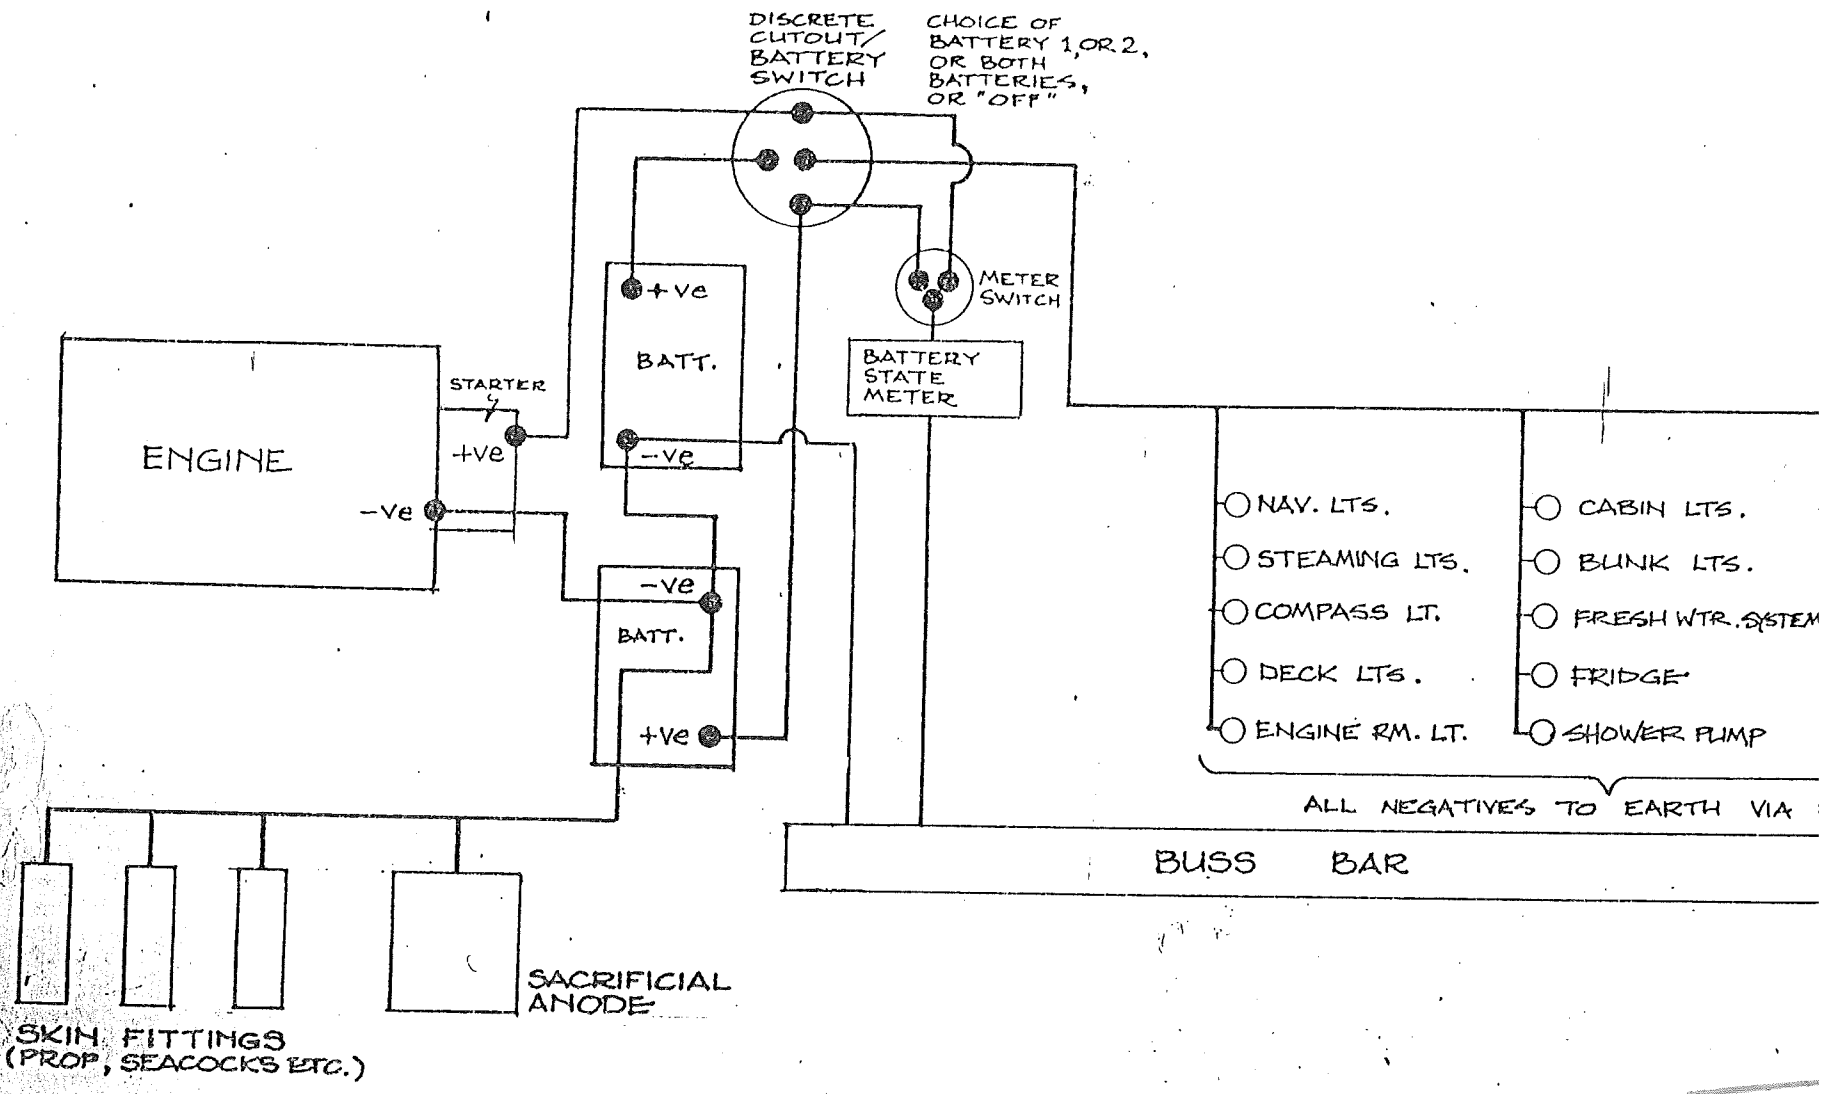 DISCRETE
CUTOUT/
BATTERY
SWITCH
CHOICE OF
BATTERY 1, OR 2,
OR BOTH
BATTERIES,
OR "OFF"
+ve
METER
SWITCH
BATT.
BATTERY
STATE
METER
STARTER
+ve
ENGINE
-ve
-ve
-ve
BATT.
+ve
NAV. LTS.
STEAMING LTS.
COMPASS LT.
DECK LTS.
ENGINE RM. LT.
CABIN LTS.
BUNK LTS.
FRESH WTR. SYSTEM
FRIDGE
SHOWER PUMP
ALL NEGATIVES TO EARTH VIA
BUSS BAR
SACRIFICIAL
ANODE
SKIN FITTINGS
(PROP, SEACOCKS ETC.)